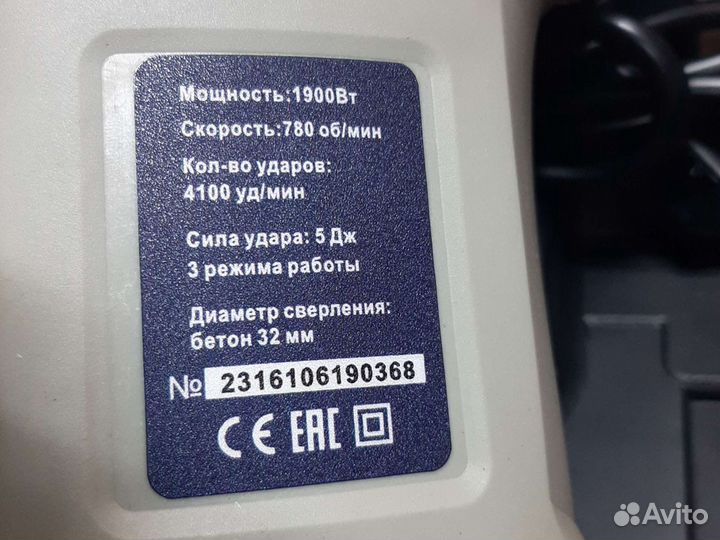 Мощность:1900Вт
Скорость:780 об/мин
Кол-во ударов:
4100 уд/мин
Сила удара: 5 Дж
3 режима работы
Диаметр сверления:
бетон 32 мм
№ 2316106190368
CE EAC
Avito